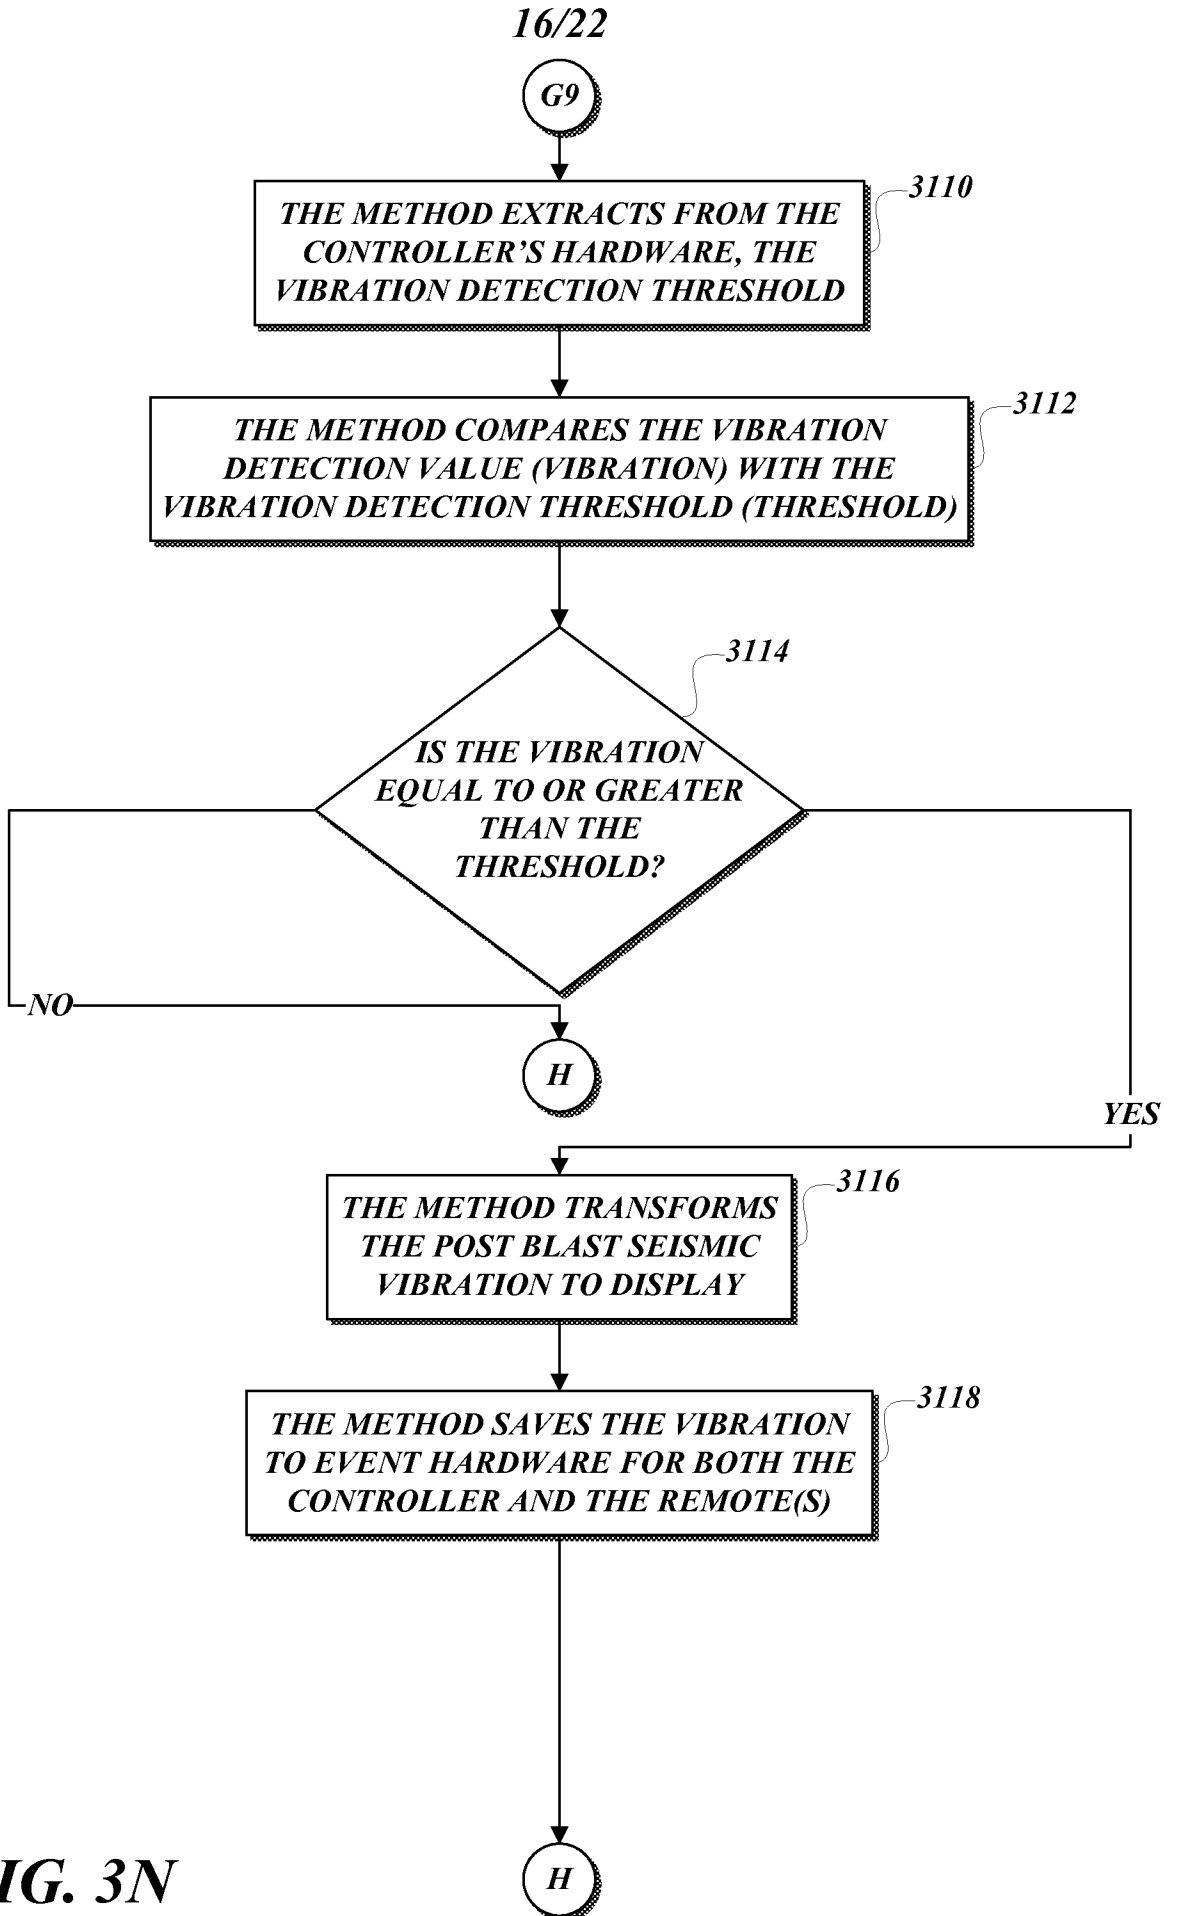 16/22
G9
3110
THE METHOD EXTRACTS FROM THE
CONTROLLER'S HARDWARE, THE
VIBRATION DETECTION THRESHOLD
3112
THE METHOD COMPARES THE VIBRATION
DETECTION VALUE (VIBRATION) WITH THE
VIBRATION DETECTION THRESHOLD (THRESHOLD)
3114
IS THE VIBRATION
EQUAL TO OR GREATER
THAN THE
THRESHOLD?
NO
H
YES
3116
THE METHOD TRANSFORMS
THE POST BLAST SEISMIC
VIBRATION TO DISPLAY
3118
THE METHOD SAVES THE VIBRATION
TO EVENT HARDWARE FOR BOTH THE
CONTROLLER AND THE REMOTE(S)
IG. 3N
H